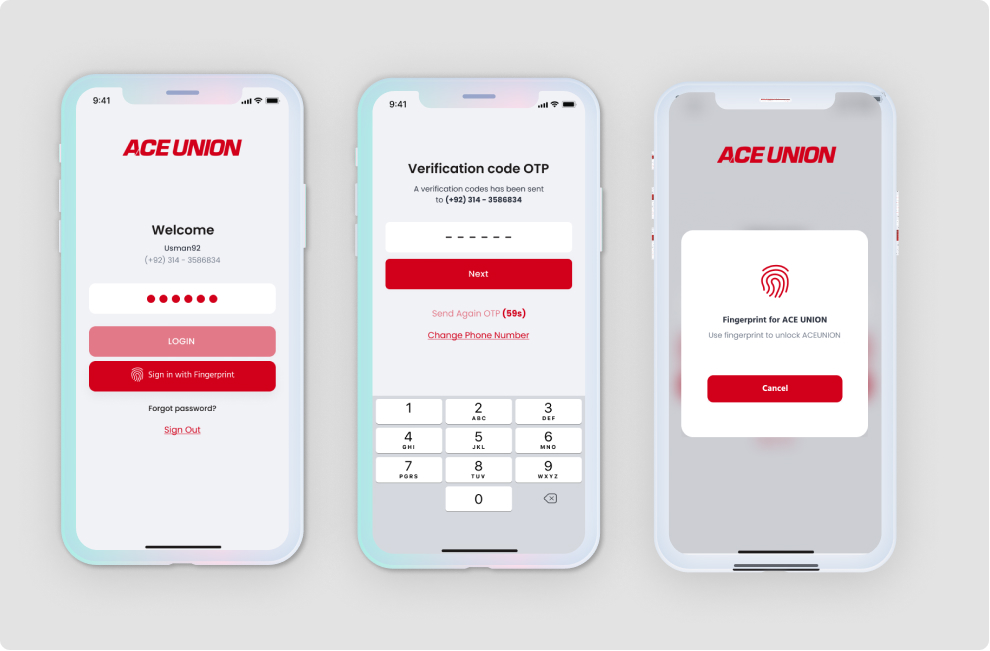 9:41
ACE UNION
Welcome
Usman92
(+92) 314 - 3586834
LOGIN
Sign in with Fingerprint
Forgot password?
Sign Out
9:41
Verification code OTP
A verification codes has been sent
to (+92) 314 - 3586834
Next
Send Again OTP (59s)
Change Phone Number
1
2
ABC
3
DEF
4
GHI
5
JKL
6
MNO
7
PGRS
8
TUV
9
WXYZ
0
ACE UNION
Fingerprint for ACE UNION
Use fingerprint to unlock ACEUNION
Cancel